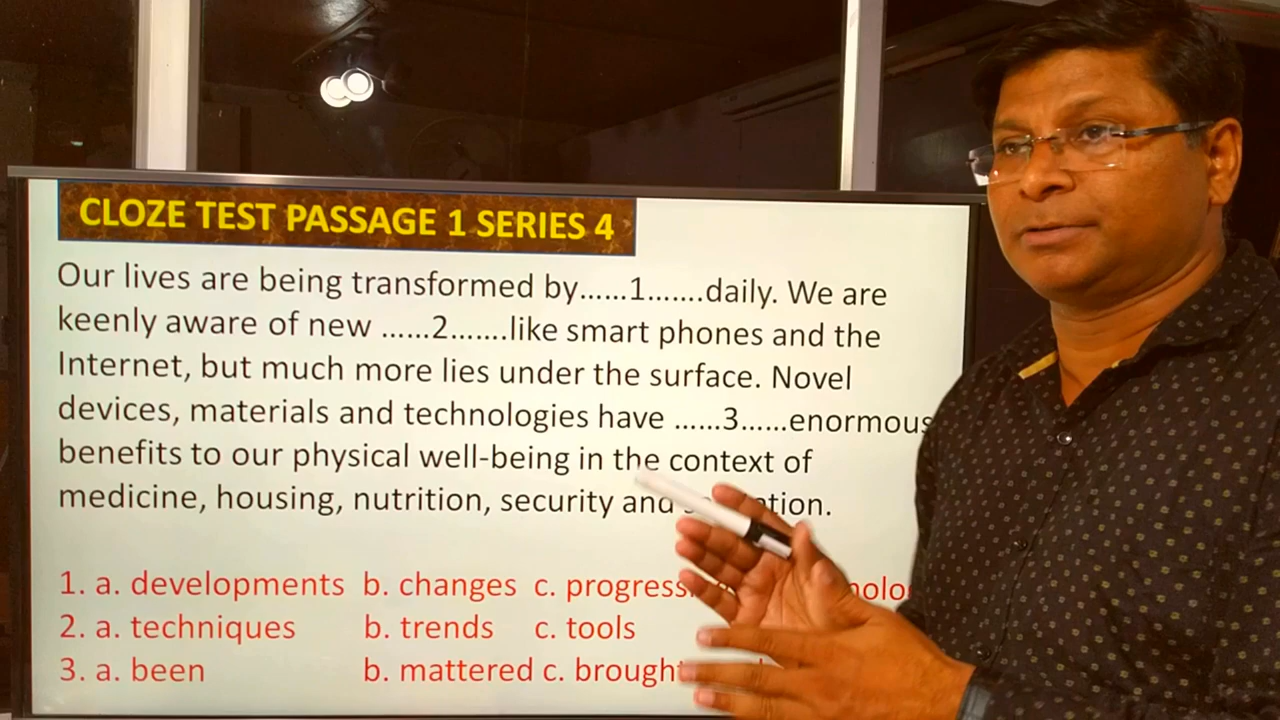 CLOZE TEST PASSAGE 1 SERIES 4
Our lives are being transformed by......1.......daily. We are
keenly aware of new ......2.......like smart phones and the
Internet, but much more lies under the surface. Novel
devices, materials and technologies have ......3......enormous
benefits to our physical well-being in the context of
medicine, housing, nutrition, security and
1. a. developments b. changes c. progress
2. a. techniques b. trends c. tools
3. a. been b. mattered c. brought